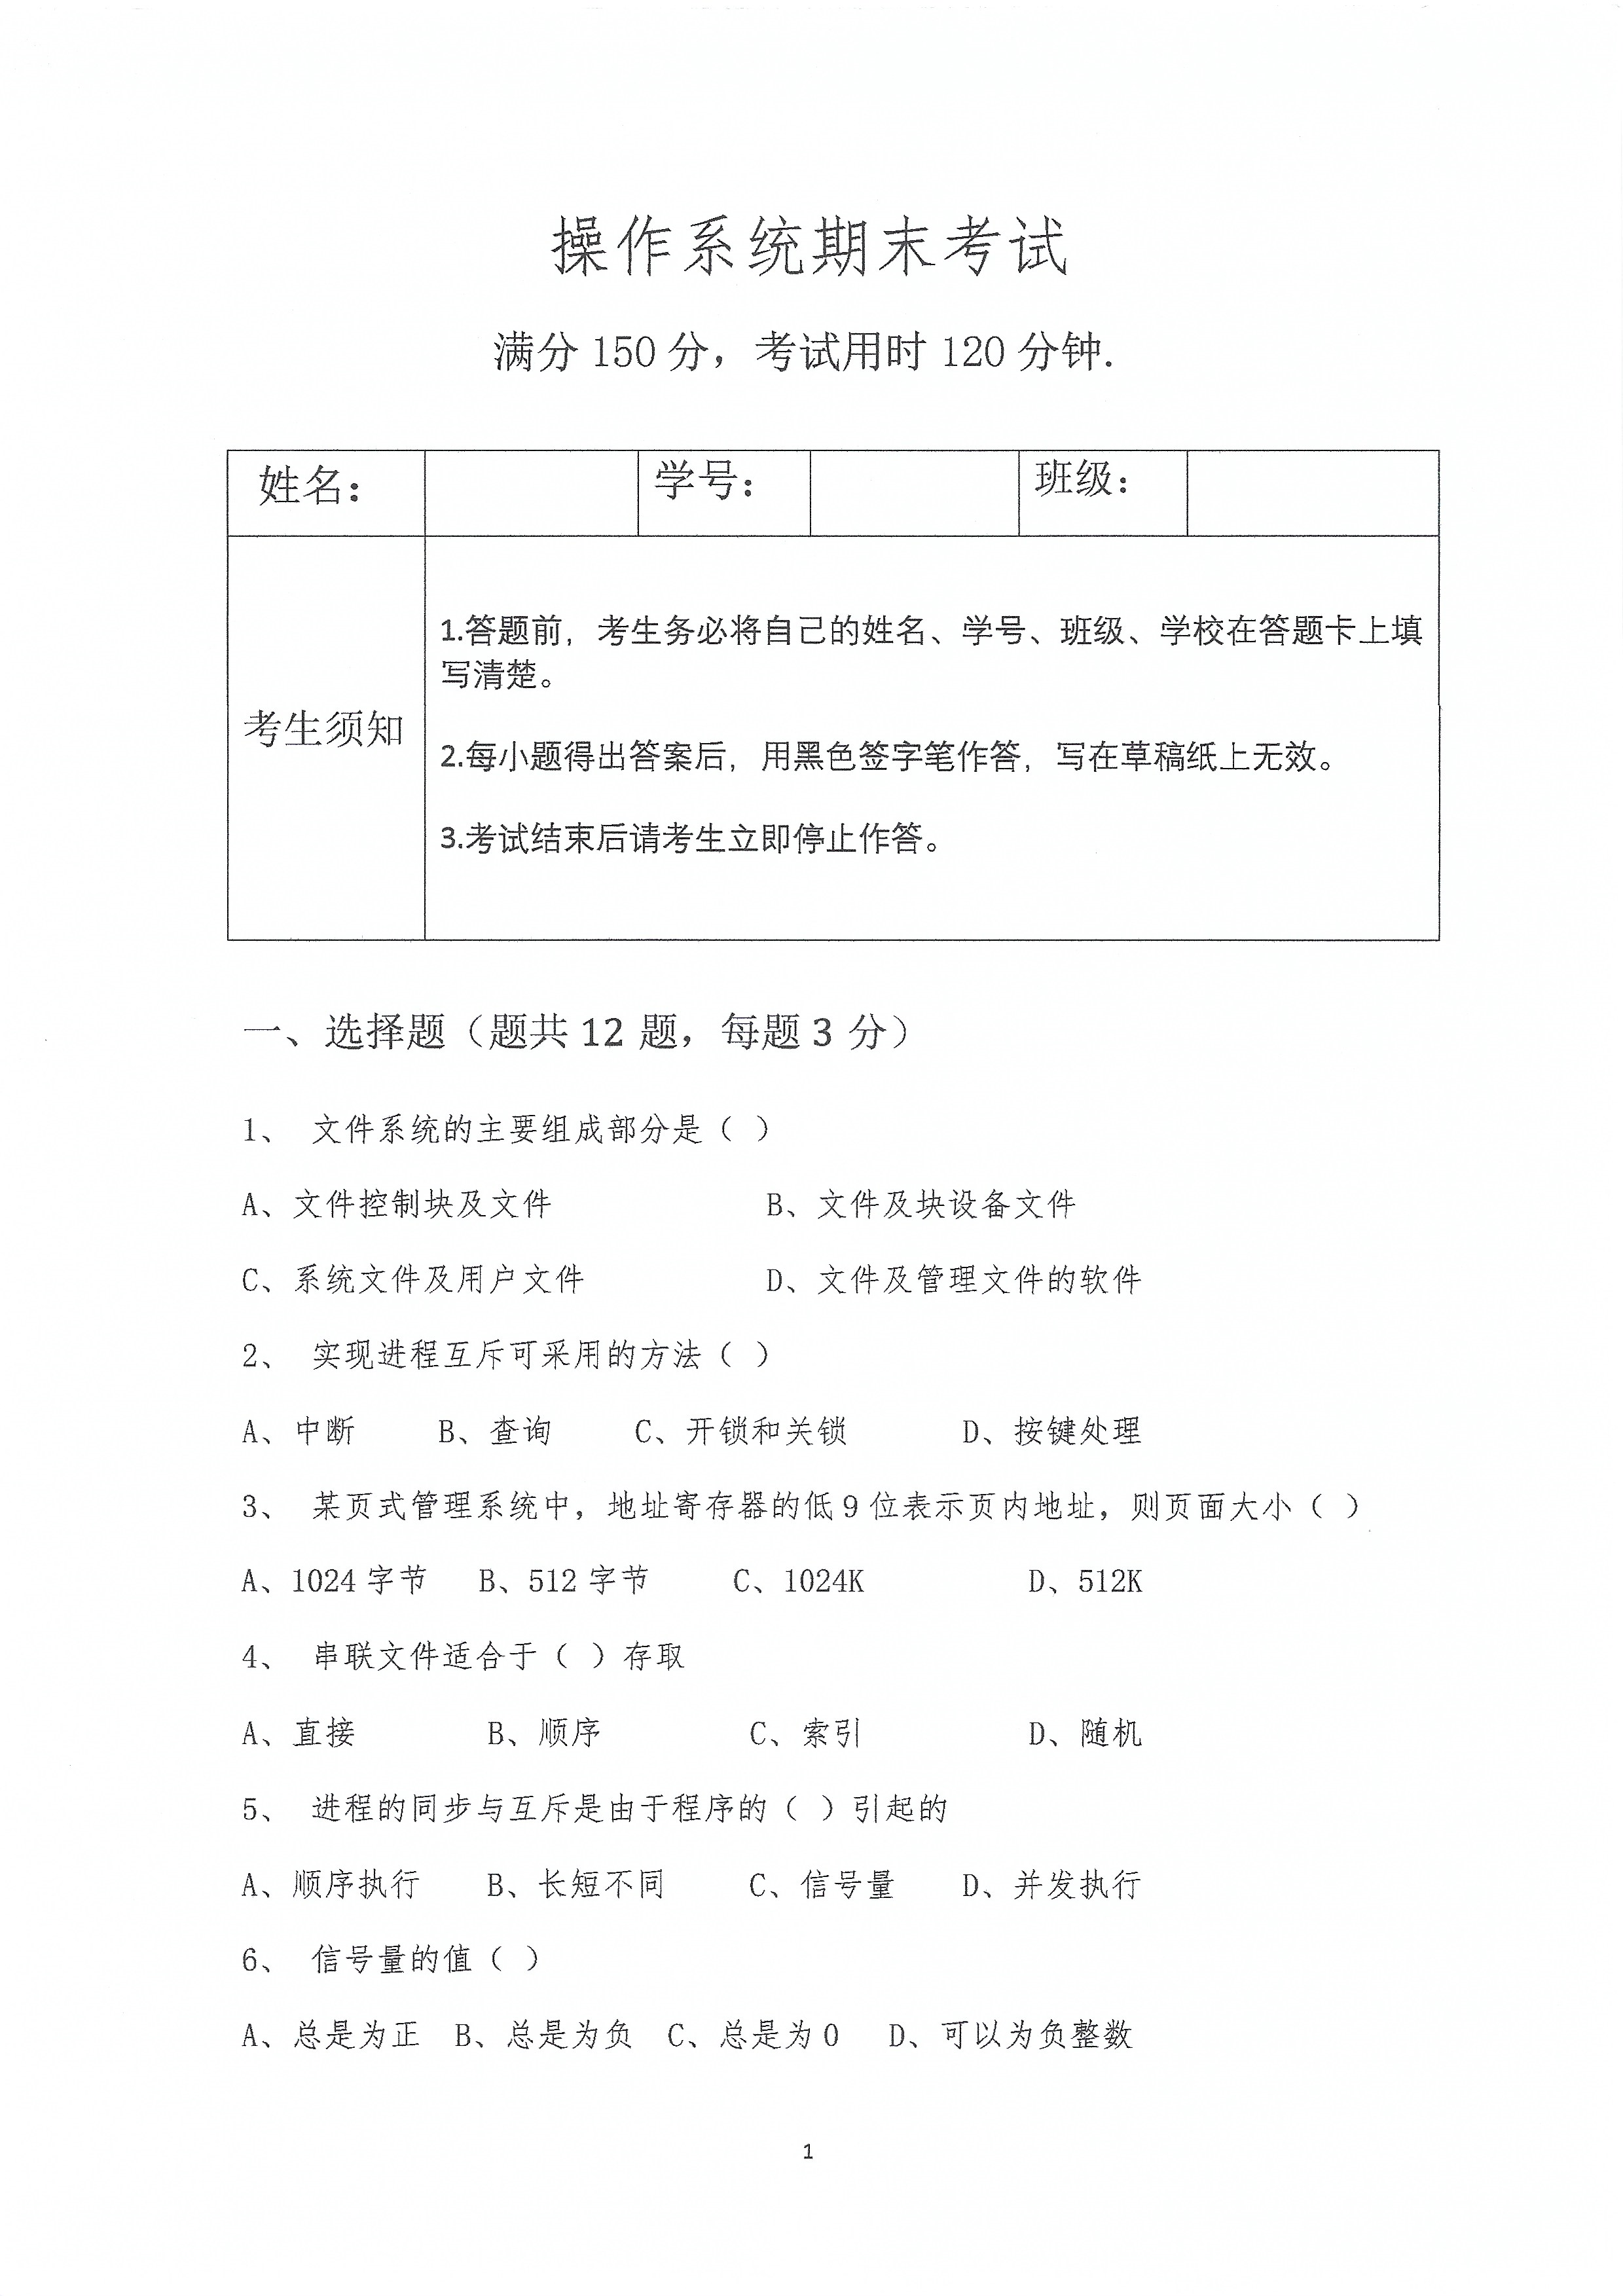 操作系统期末考试
满分 150 分，考试用时 120 分钟.
姓名： 学号： 班级：
考生须知
1.答题前，考生务必将自己的姓名、学号、班级、学校在答题卡上填
写清楚。
2.每小题得出答案后，用黑色签字笔作答，写在草稿纸上无效。
3.考试结束后请考生立即停止作答。
一、选择题（题共 12 题，每题 3 分）
1、 文件系统的主要组成部分是（ ）
A、文件控制块及文件 B、文件及块设备文件
C、系统文件及用户文件 D、文件及管理文件的软件
2、 实现进程互斥可采用的方法（ ）
A、中断 B、查询 C、开锁和关锁 D、按键处理
3、 某页式管理系统中，地址寄存器的低 9 位表示页内地址，则页面大小（ ）
A、1024 字节 B、512 字节 C、1024K D、512K
4、 串联文件适合于（ ）存取
A、直接 B、顺序 C、索引 D、随机
5、 进程的同步与互斥是由于程序的（ ）引起的
A、顺序执行 B、长短不同 C、信号量 D、并发执行
6、 信号量的值（ ）
A、总是为正 B、总是为负 C、总是为 0 D、可以为负整数
1